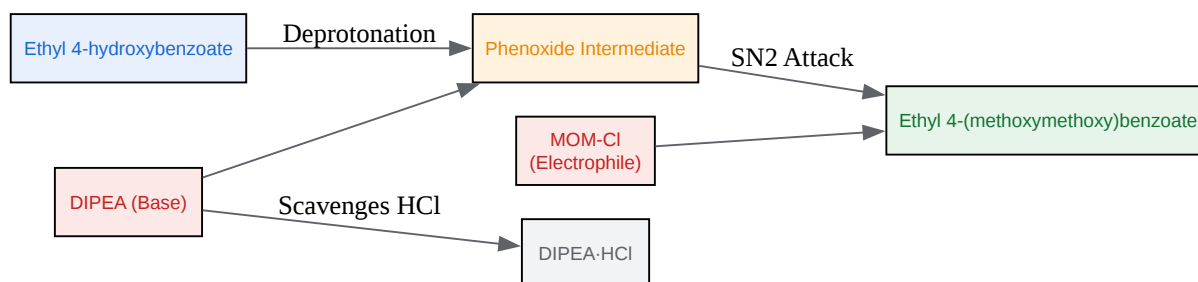 Ethyl 4-hydroxybenzoate
Deprotonation
Phenoxide Intermediate
SN2 Attack
Ethyl 4-(methoxymethoxy)benzoate
MOM-Cl
(Electrophile)
DIPEA (Base)
Scavenges HCl
DIPEA·HCl